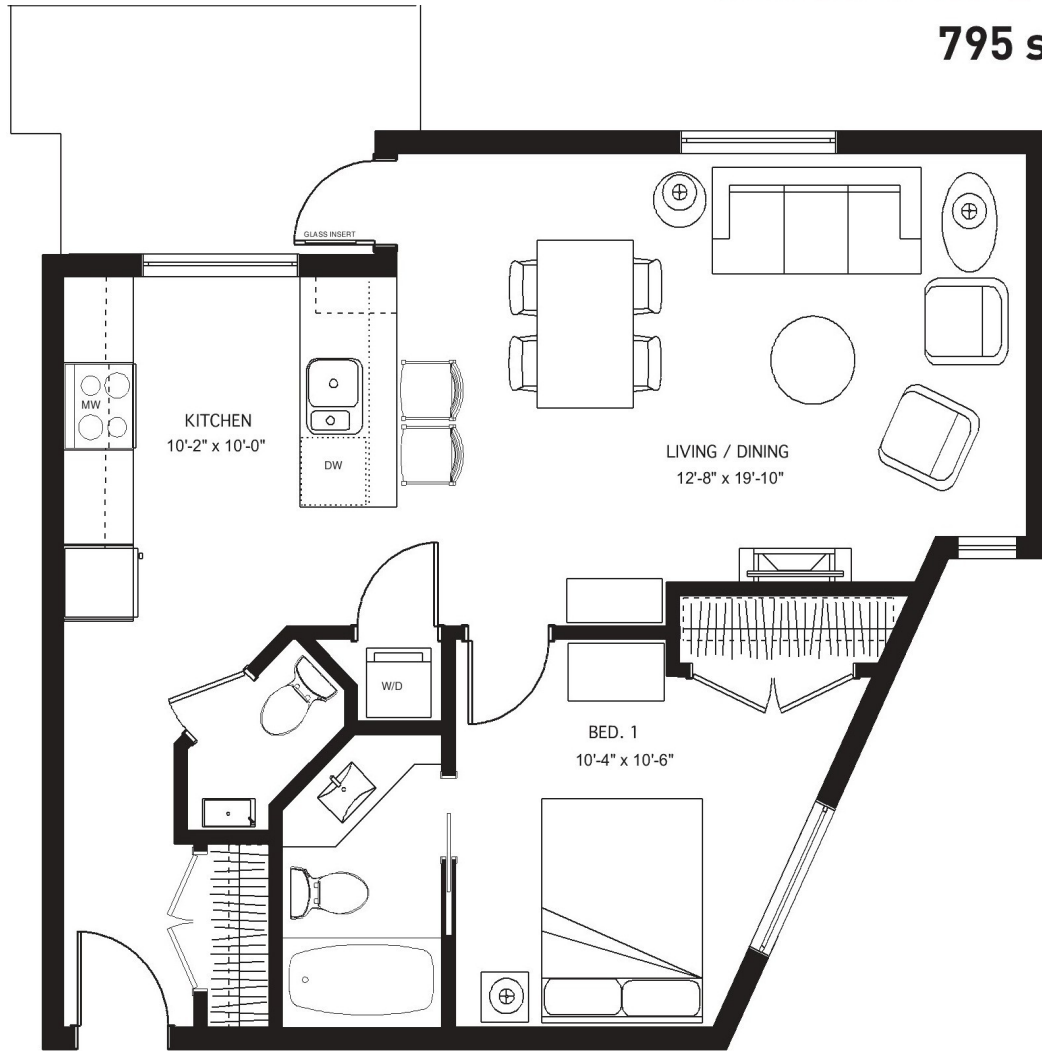 795 s
GLASS INSERT
MW
KITCHEN
10'-2" x 10'-0"
DW
LIVING / DINING
12'-8" x 19'-10"
W/D
BED. 1
10'-4" x 10'-6"